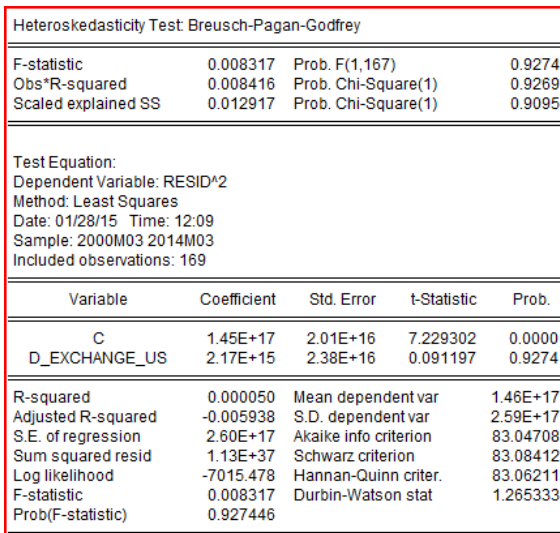 Heteroskedasticity Test: Breusch-Pagan-Godfrey
F-statistic 0.008317 Prob. F(1,167) 0.9274
Obs*R-squared 0.008416 Prob. Chi-Square(1) 0.9269
Scaled explained SS 0.012917 Prob. Chi-Square(1) 0.9095
Test Equation:
Dependent Variable: RESID^2
Method: Least Squares
Date: 01/28/15 Time: 12:09
Sample: 2000M03 2014M03
Included observations: 169
Variable Coefficient Std. Error t-Statistic Prob.
C 1.45E+17 2.01E+16 7.229302 0.0000
D_EXCHANGE_US 2.17E+15 2.38E+16 0.091197 0.9274
R-squared 0.000050 Mean dependent var 1.46E+17
Adjusted R-squared -0.005938 S.D. dependent var 2.59E+17
S.E. of regression 2.60E+17 Akaike info criterion 83.04708
Sum squared resid 1.13E+37 Schwarz criterion 83.08412
Log likelihood -7015.478 Hannan-Quinn criter. 83.06211
F-statistic 0.008317 Durbin-Watson stat 1.265333
Prob(F-statistic) 0.927446